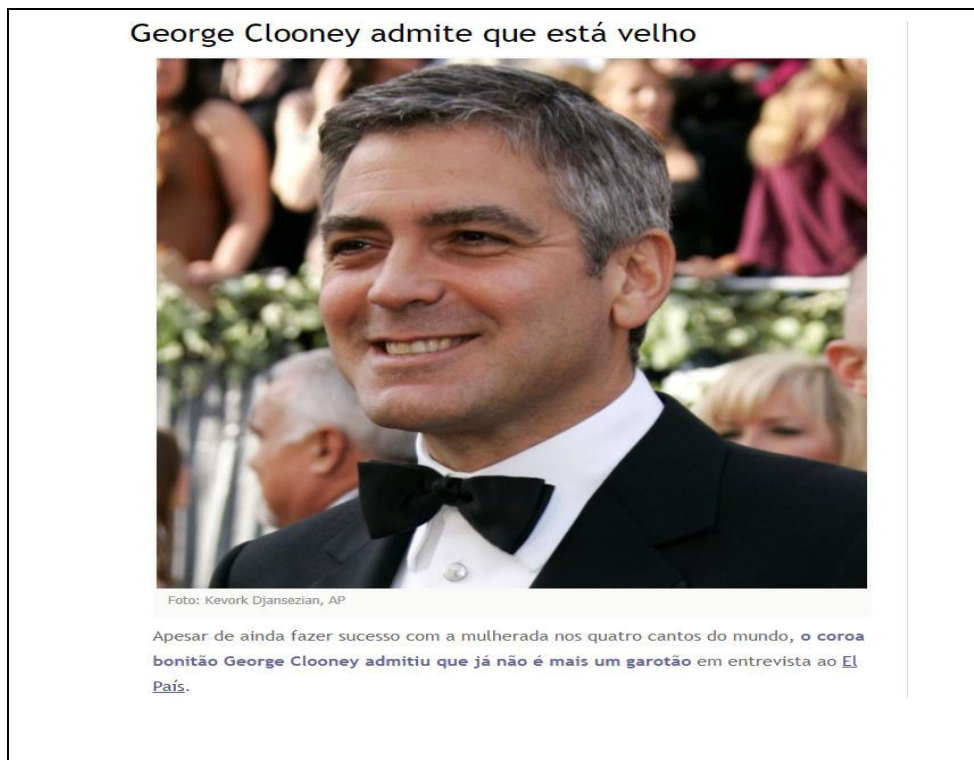 George Clooney admite que está velho
Foto: Kevork Djansezian, AP
Apesar de ainda fazer sucesso com a mulherada nos quatro cantos do mundo, o coroa
bonitão George Clooney admitiu que já não é mais um garotão em entrevista ao El
País.